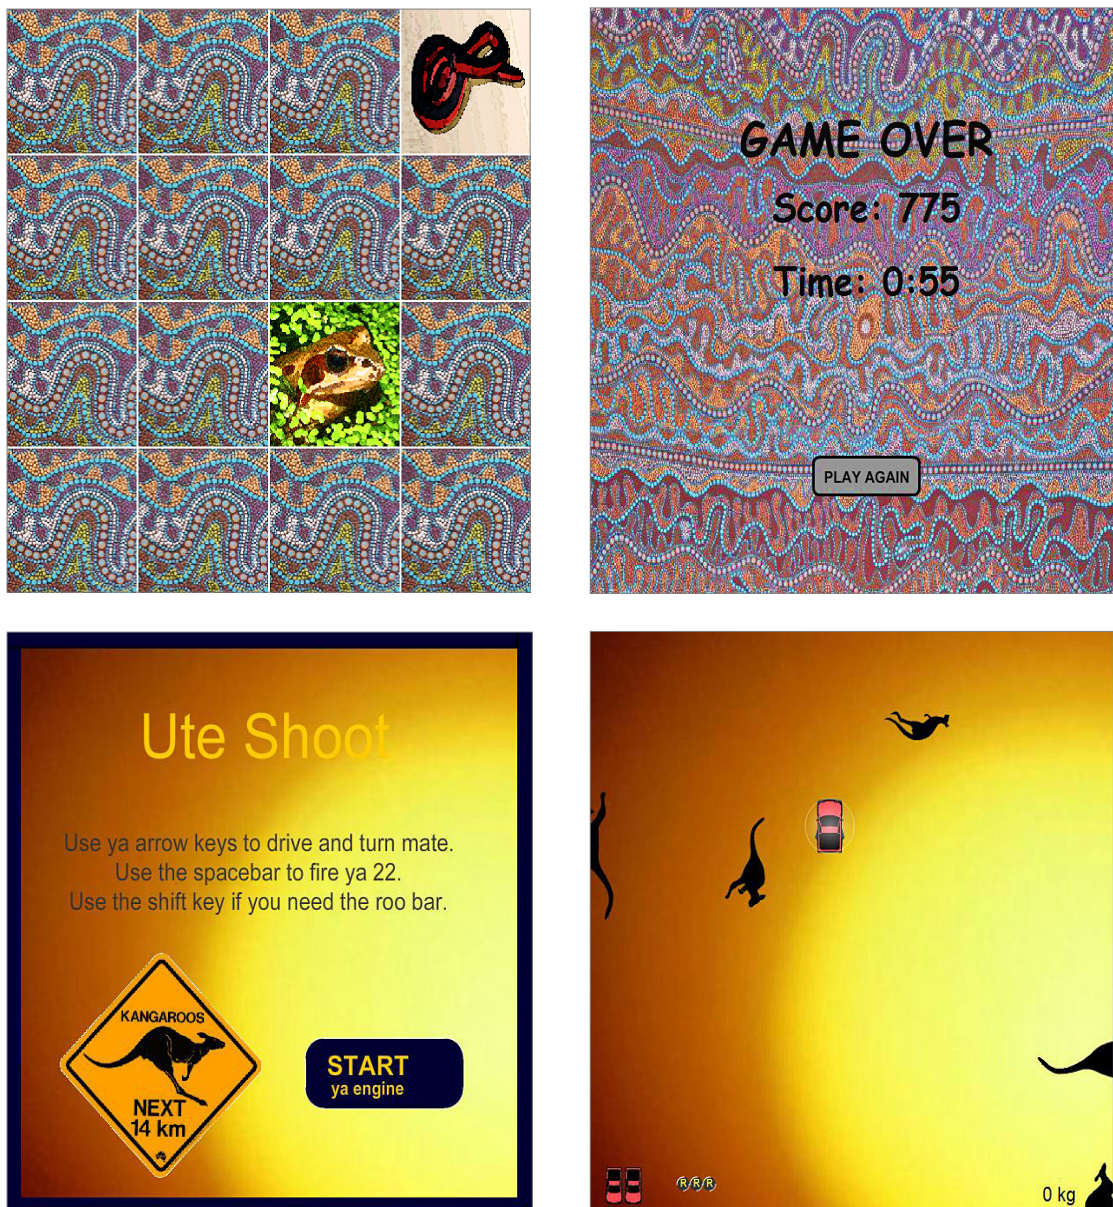 GAME OVER
Score: 775
Time: 0:55
PLAY AGAIN
Ute Shoot
Use ya arrow keys to drive and turn mate.
Use the spacebar to fire ya 22.
Use the shift key if you need the roo bar.
KANGAROOS
NEXT
14 km
START
ya engine
R R R
0 kg